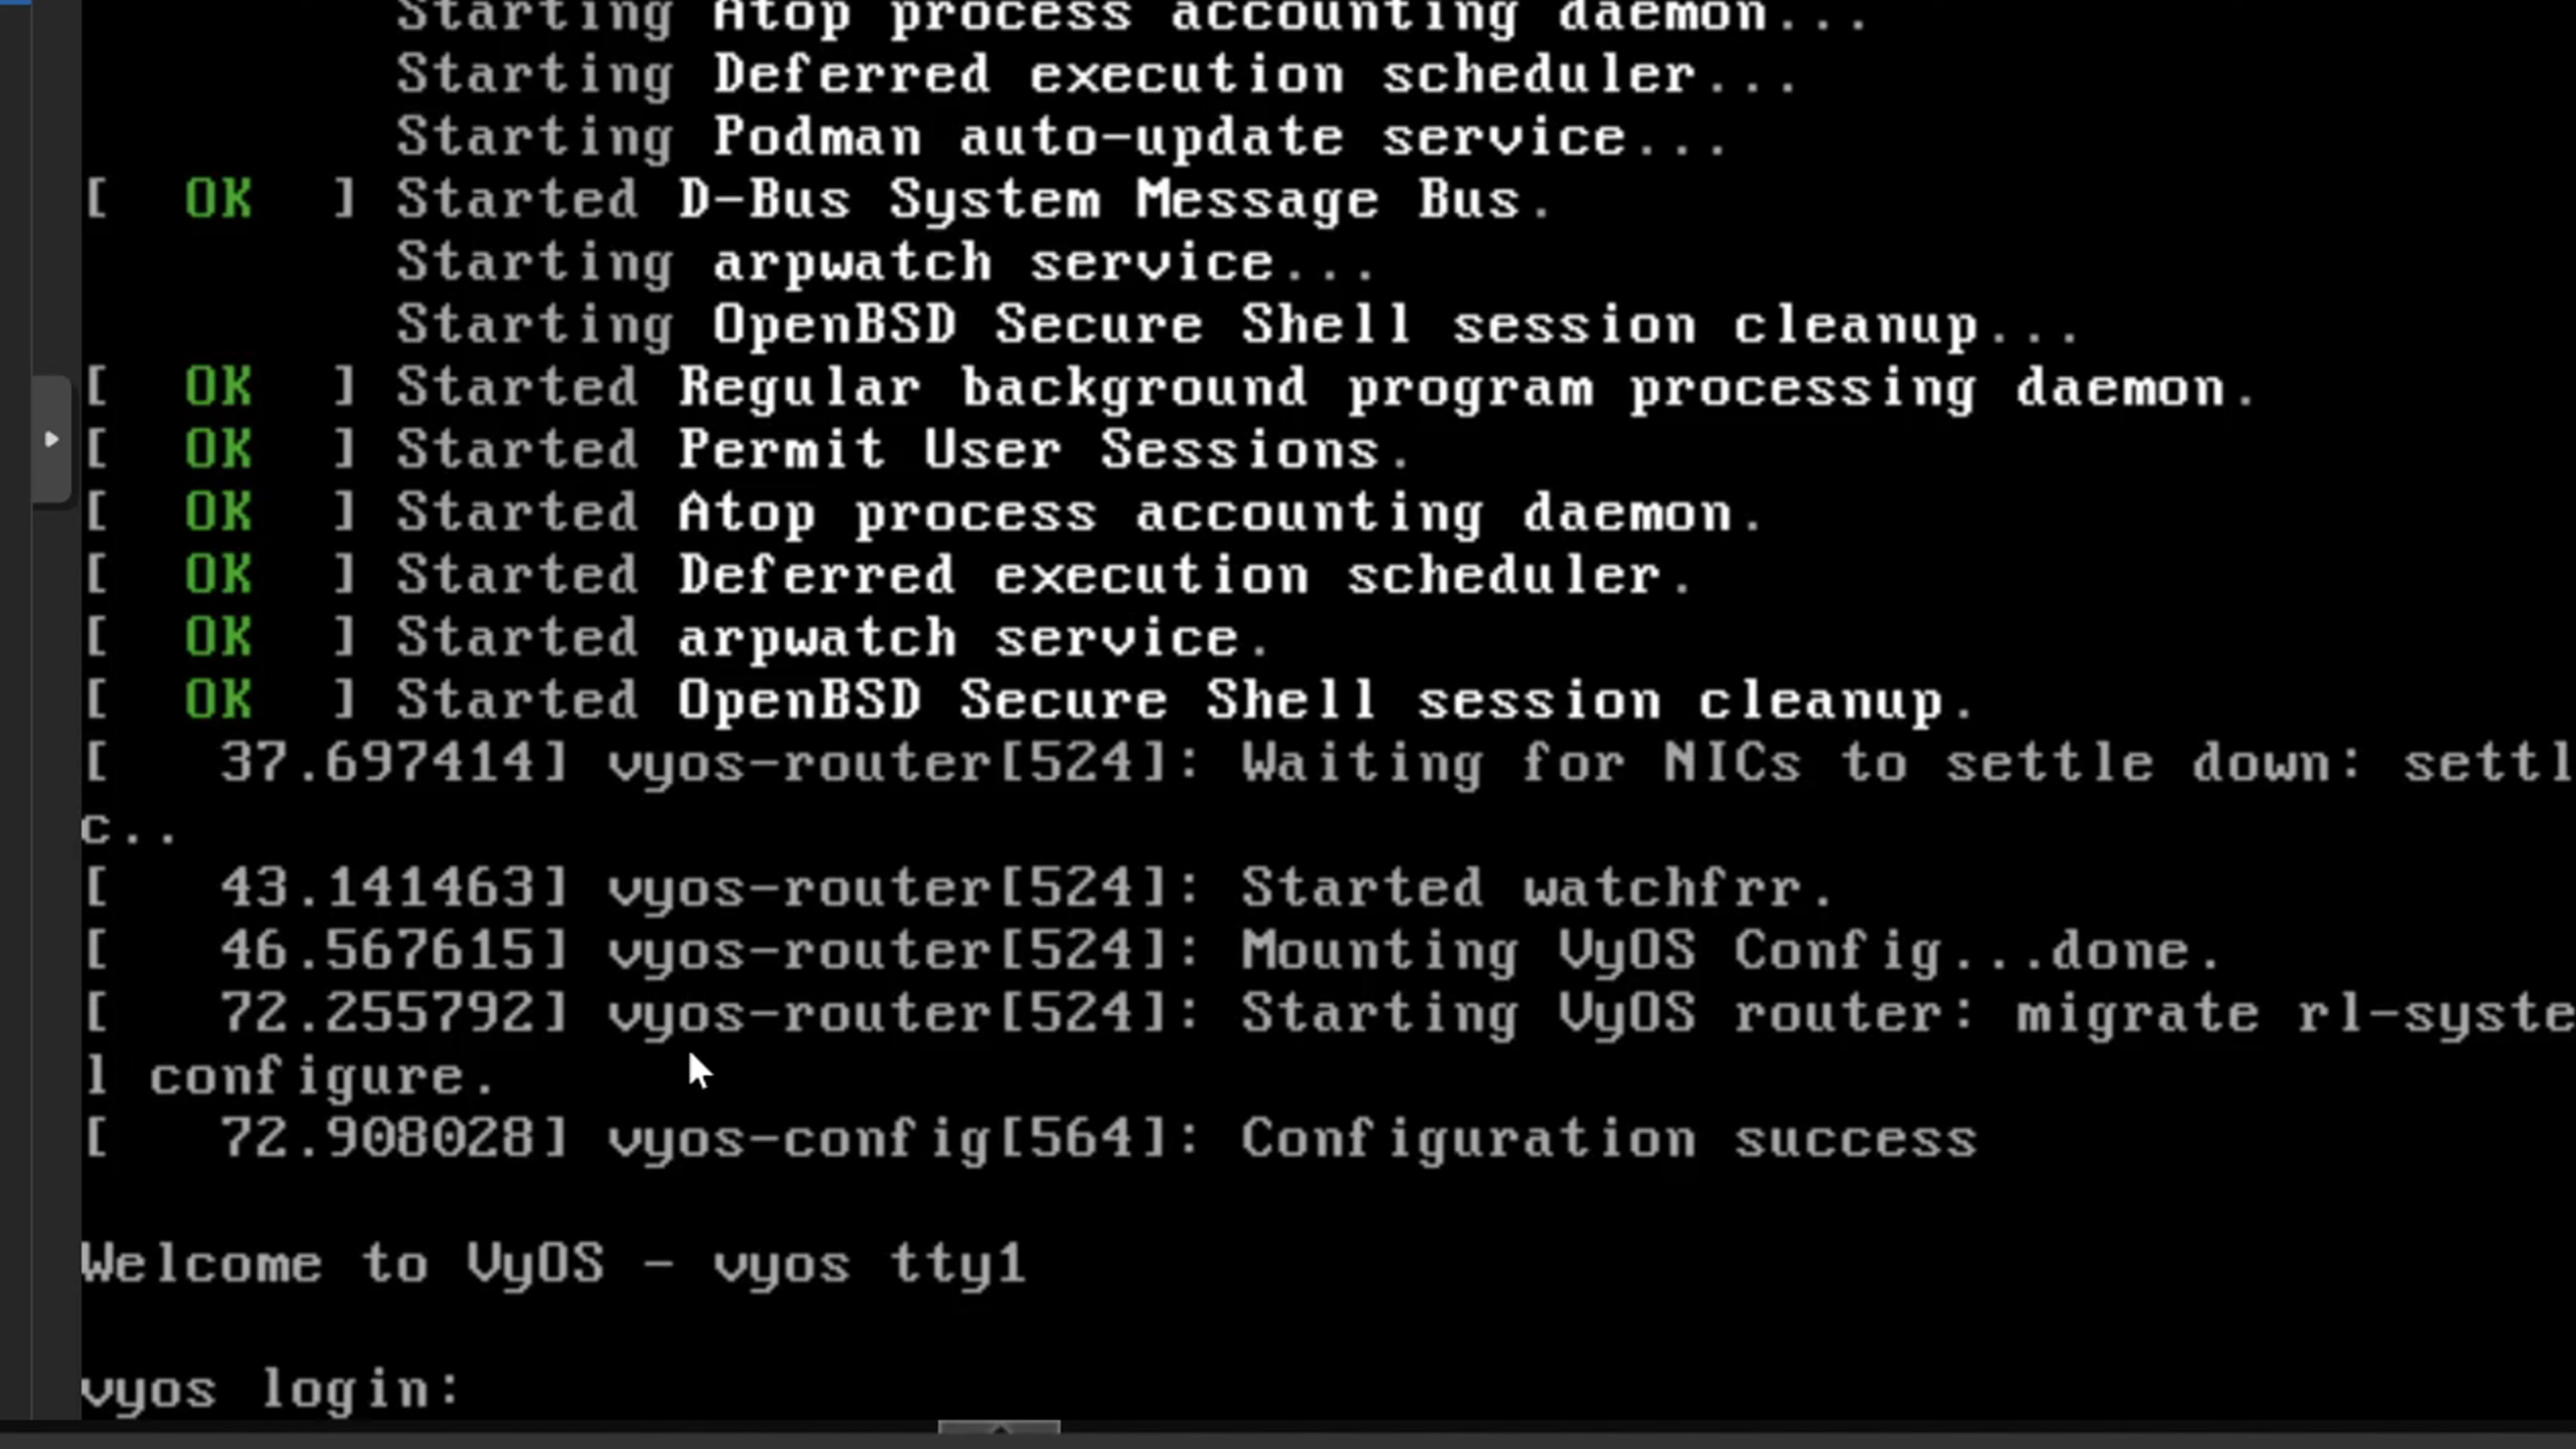 Starting Atop process accounting daemon...
Starting Deferred execution scheduler...
Starting Podman auto-update service...
[  OK  ] Started D-Bus System Message Bus.
Starting arpwatch service...
Starting OpenBSD Secure Shell session cleanup...
[  OK  ] Started Regular background program processing daemon.
[  OK  ] Started Permit User Sessions.
[  OK  ] Started Atop process accounting daemon.
[  OK  ] Started Deferred execution scheduler.
[  OK  ] Started arpwatch service.
[  OK  ] Started OpenBSD Secure Shell session cleanup.
[   37.697414] vyos-router[524]: Waiting for NICs to settle down: settl
c..
[   43.141463] vyos-router[524]: Started watchfrr.
[   46.567615] vyos-router[524]: Mounting VyOS Config...done.
[   72.255792] vyos-router[524]: Starting VyOS router: migrate rl-syste
l configure.
[   72.908028] vyos-config[564]: Configuration success
Welcome to VyOS - vyos tty1
vyos login: